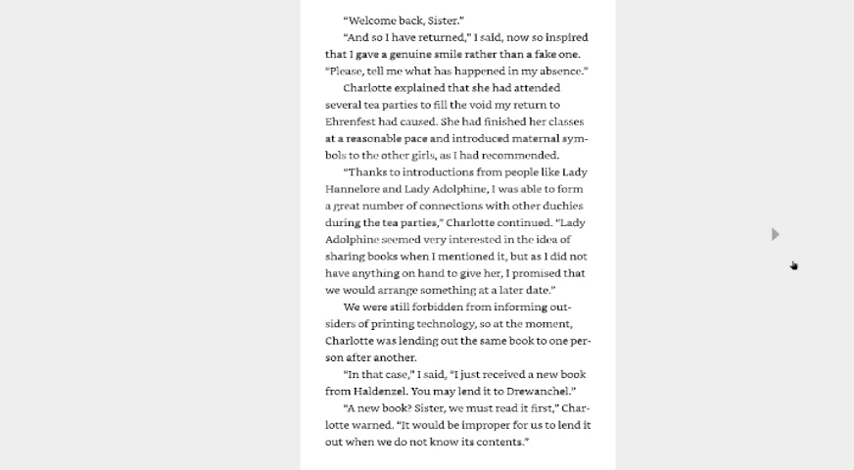 “Welcome back, Sister.”
“And so I have returned,” I said, now so inspired
that I gave a genuine smile rather than a fake one.
“Please, tell me what has happened in my absence.”
Charlotte explained that she had attended
several tea parties to fill the void my return to
Ehrenfest had caused. She had finished her classes
at a reasonable pace and introduced maternal sym-
bols to the other girls, as I had recommended.
“Thanks to introductions from people like Lady
Hannelore and Lady Adolphine, I was able to form
a great number of connections with other duchies
during the tea parties,” Charlotte continued. “Lady
Adolphine seemed very interested in the idea of
sharing books when I mentioned it, but as I did not
have anything on hand to give her, I promised that
we would arrange something at a later date.”
We were still forbidden from informing out-
siders of printing technology, so at the moment,
Charlotte was lending out the same book to one per-
son after another.
“In that case,” I said, “I just received a new book
from Haldenzel. You may lend it to Drewanchel.”
“A new book? Sister, we must read it first,” Char-
lotte warned. “It would be improper for us to lend it
out when we do not know its contents.”